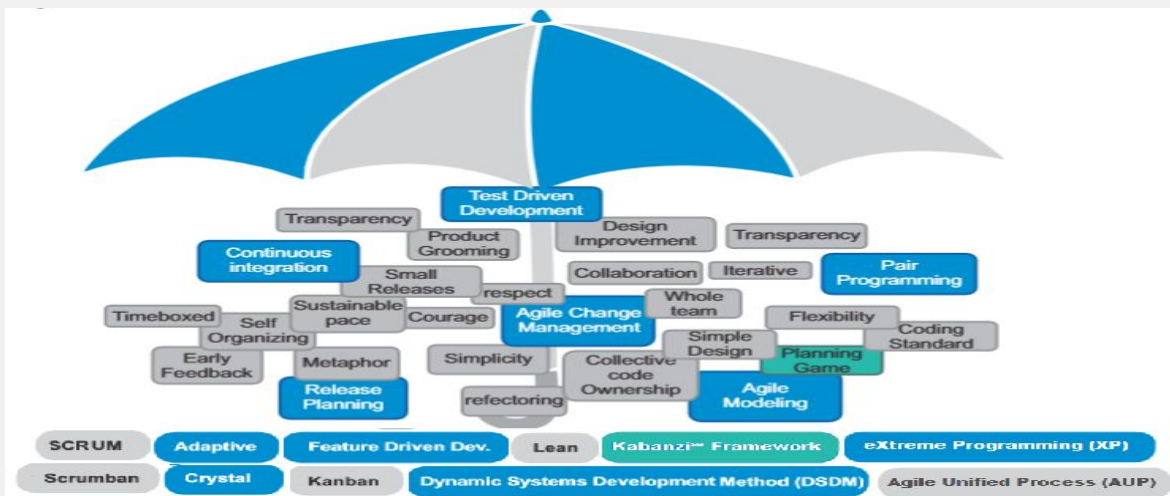 Test Driven
Development
Transparency
Design
Improvement
Transparency
Product
Grooming
Continuous
integration
Collaboration
Iterative
Pair
Programming
Small
Releases
respect
Whole
team
Sustainable
pace
Timeboxed
Courage
Agile Change
Management
Flexibility
Self
Organizing
Coding
Standard
Simple
Design
Early
Feedback
Metaphor
Simplicity
Collective
code
Ownership
Planning
Game
Release
Planning
refectoring
Agile
Modeling
SCRUM
Adaptive
Feature Driven Dev.
Lean
Kabanzi℠ Framework
eXtreme Programming (XP)
Scrumban
Crystal
Kanban
Dynamic Systems Development Method (DSDM)
Agile Unified Process (AUP)